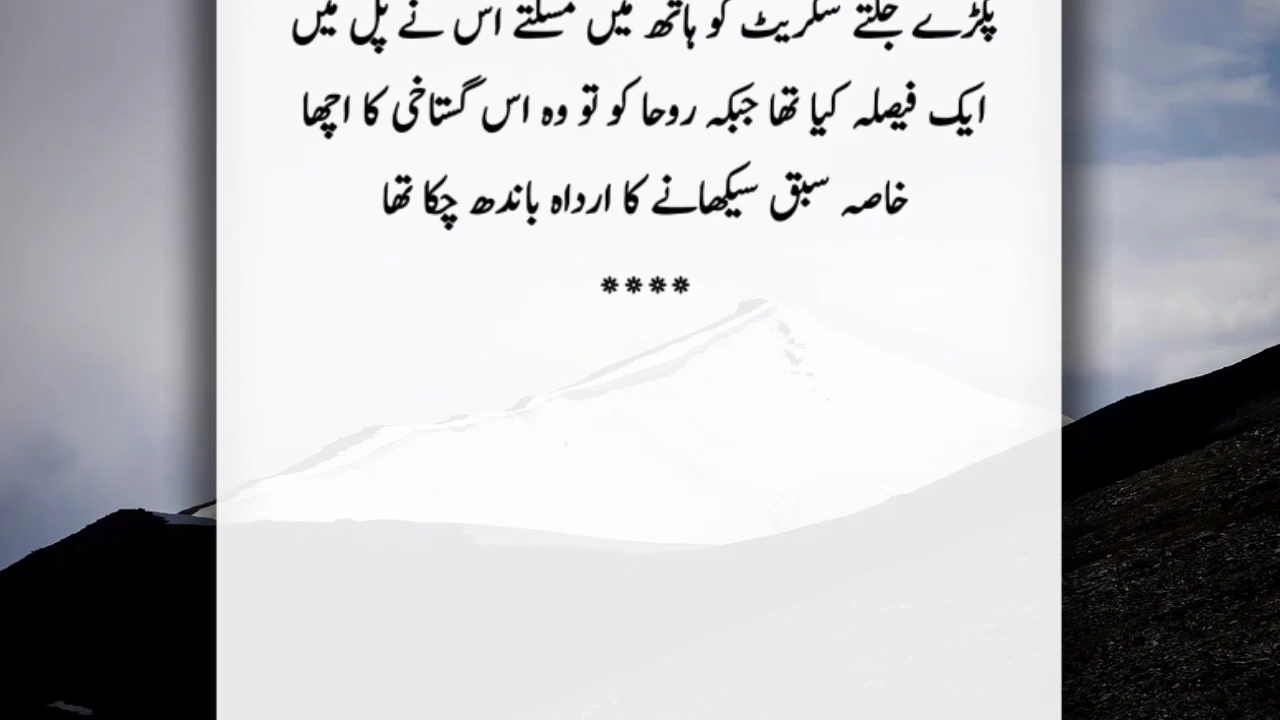 پکڑے جلتے سگریٹ کو ہاتھ میں مسلتے اس نے پل میں
ایک فیصلہ کیا تھا جبکہ روحا کو تو وہ اس گستاخی کا اچھا
خاصہ سبق سیکھانے کا ارداہ باندھ چکا تھا
****